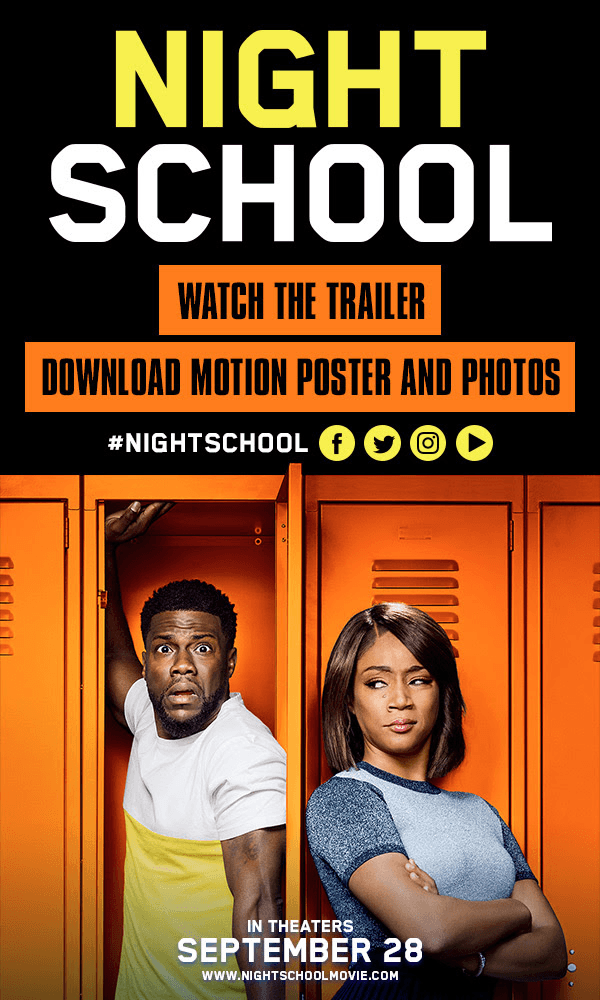 NIGHT
SCHOOL
WATCH THE TRAILER
DOWNLOAD MOTION POSTER AND PHOTOS
#NIGHTSCHOOL
IN THEATERS
SEPTEMBER 28
WWW.NIGHTSCHOOLMOVIE.COM